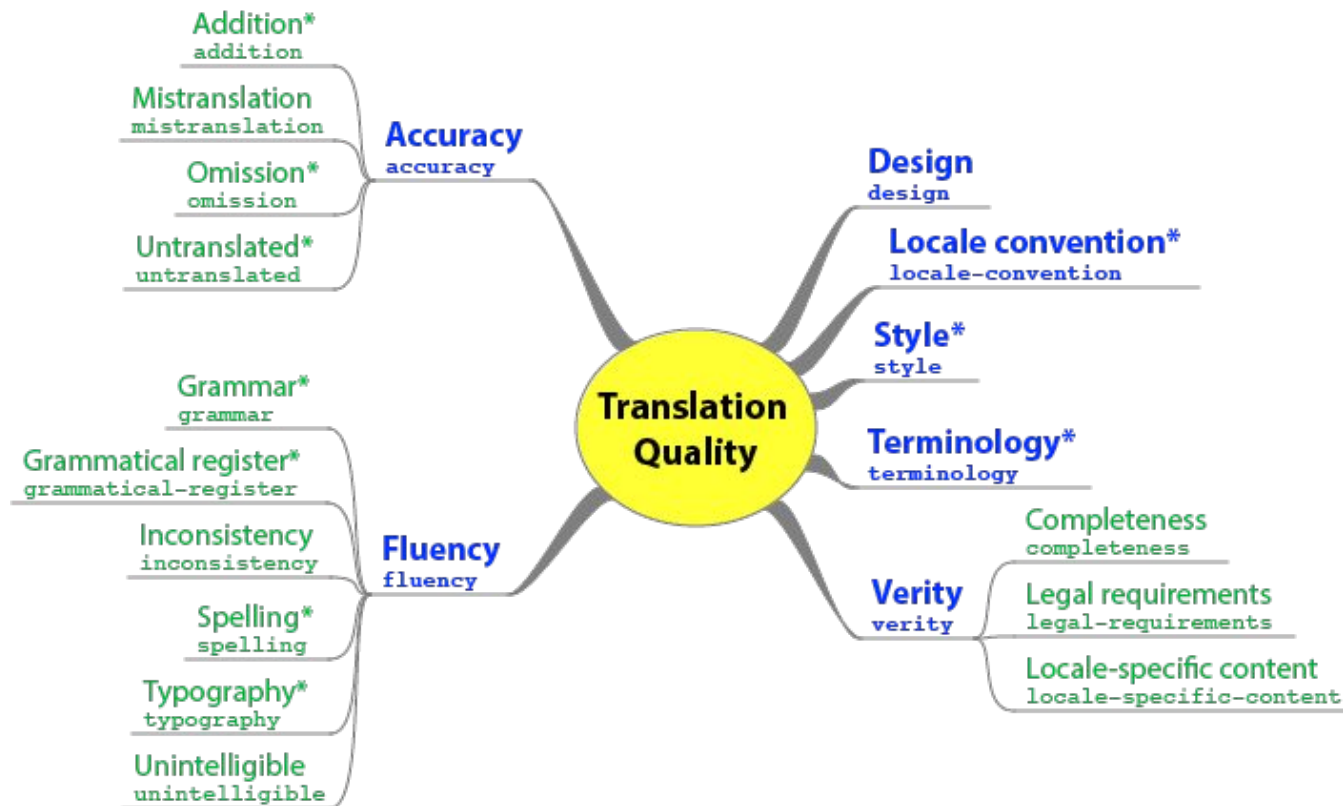 Addition*
addition
Mistranslation
mistranslation
Omission*
omission
Untranslated*
untranslated
Accuracy
accuracy
Grammar*
grammar
Grammatical register*
grammatical-register
Inconsistency
inconsistency
Spelling*
spelling
Typography*
typography
Unintelligible
unintelligible
Fluency
fluency
Translation
Quality
Design
design
Locale convention*
locale-convention
Style*
style
Terminology*
terminology
Verity
verity
Completeness
completeness
Legal requirements
legal-requirements
Locale-specific content
locale-specific-content